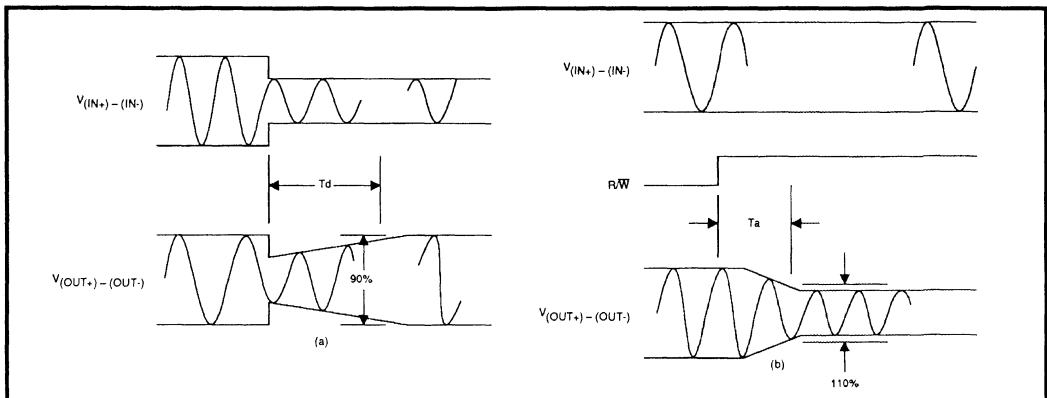 V(IN+) – (IN-)
Td
V(OUT+) – (OUT-)
90%
(a)
V(IN+) – (IN-)
R/W̅
Ta
V(OUT+) – (OUT-)
(b)
110%